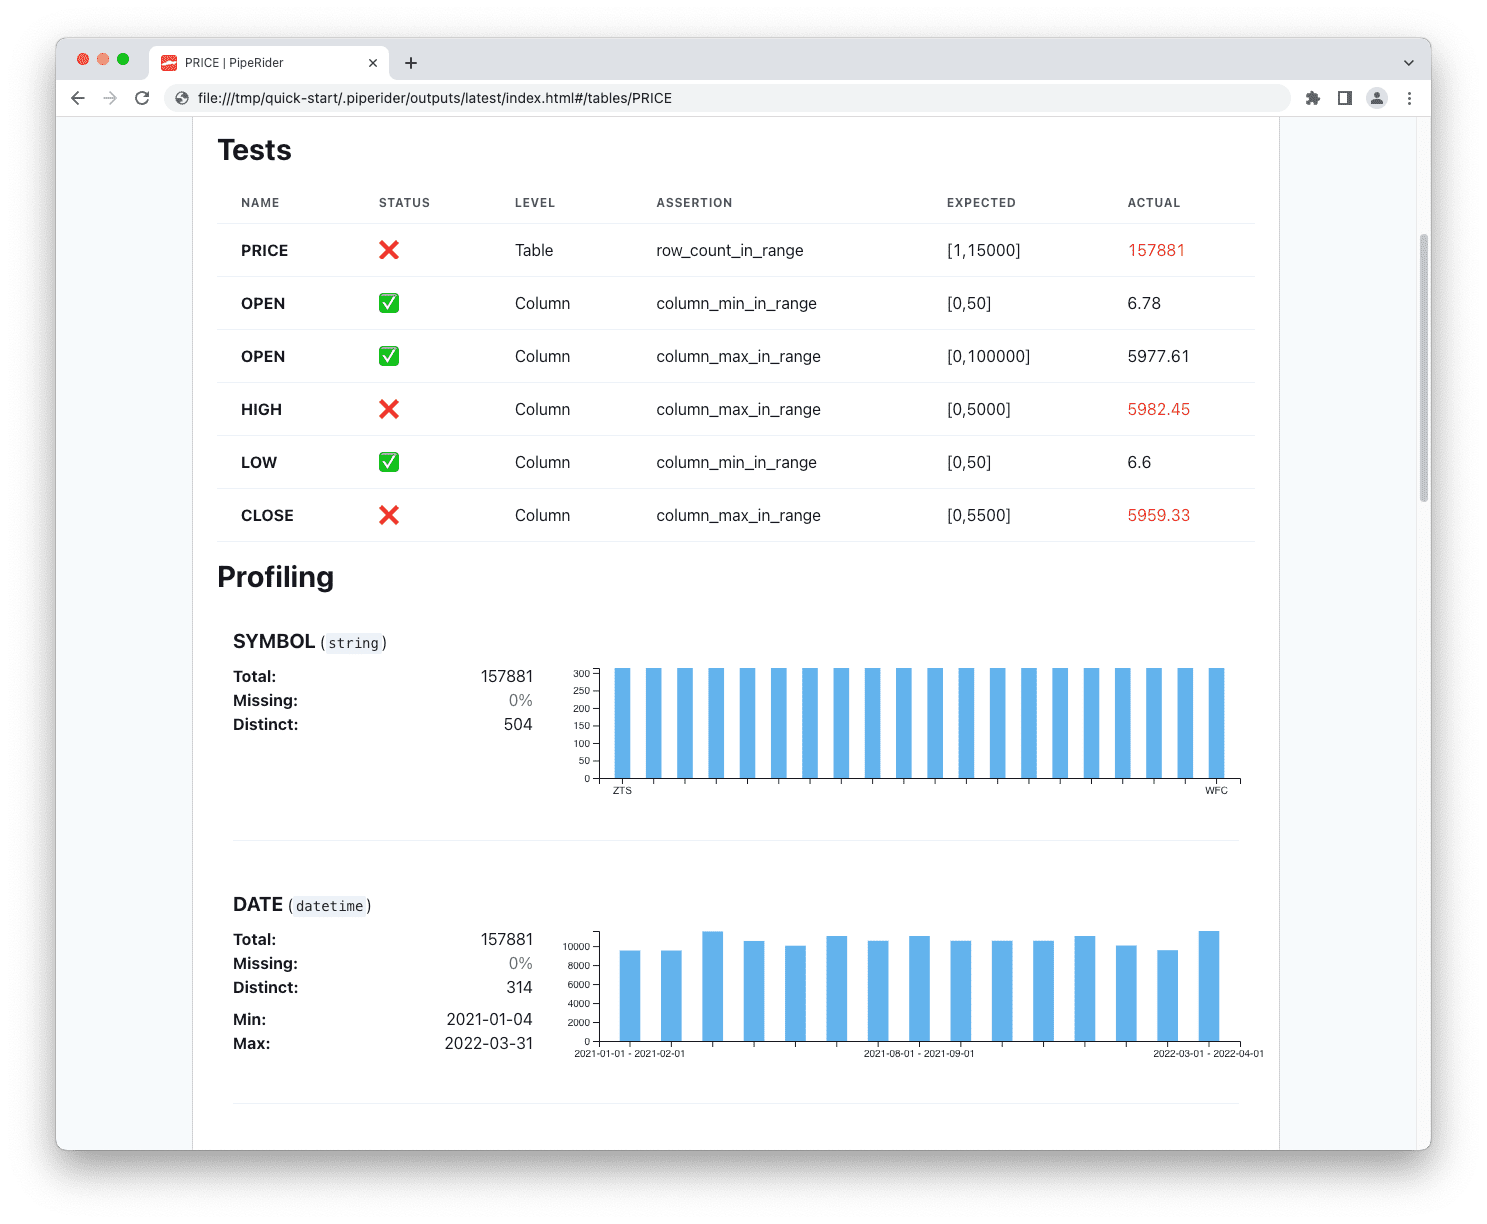 PRICE | PipeRider
file:///tmp/quick-start/.piperider/outputs/latest/index.html#/tables/PRICE
Tests
NAME STATUS LEVEL ASSERTION EXPECTED ACTUAL
PRICE ❌ Table row_count_in_range [1,15000] 157881
OPEN ✅ Column column_min_in_range [0,50] 6.78
OPEN ✅ Column column_max_in_range [0,100000] 5977.61
HIGH ❌ Column column_max_in_range [0,5000] 5982.45
LOW ✅ Column column_min_in_range [0,50] 6.6
CLOSE ❌ Column column_max_in_range [0,5500] 5959.33
Profiling
SYMBOL (string)
Total: 157881
Missing: 0%
Distinct: 504
300
250
200
150
100
50
0
ZTS WFC
DATE (datetime)
Total: 157881
Missing: 0%
Distinct: 314
Min: 2021-01-04
Max: 2022-03-31
10000
8000
6000
4000
2000
0
2021-01-01 - 2021-02-01 2021-08-01 - 2021-09-01 2022-03-01 - 2022-04-01